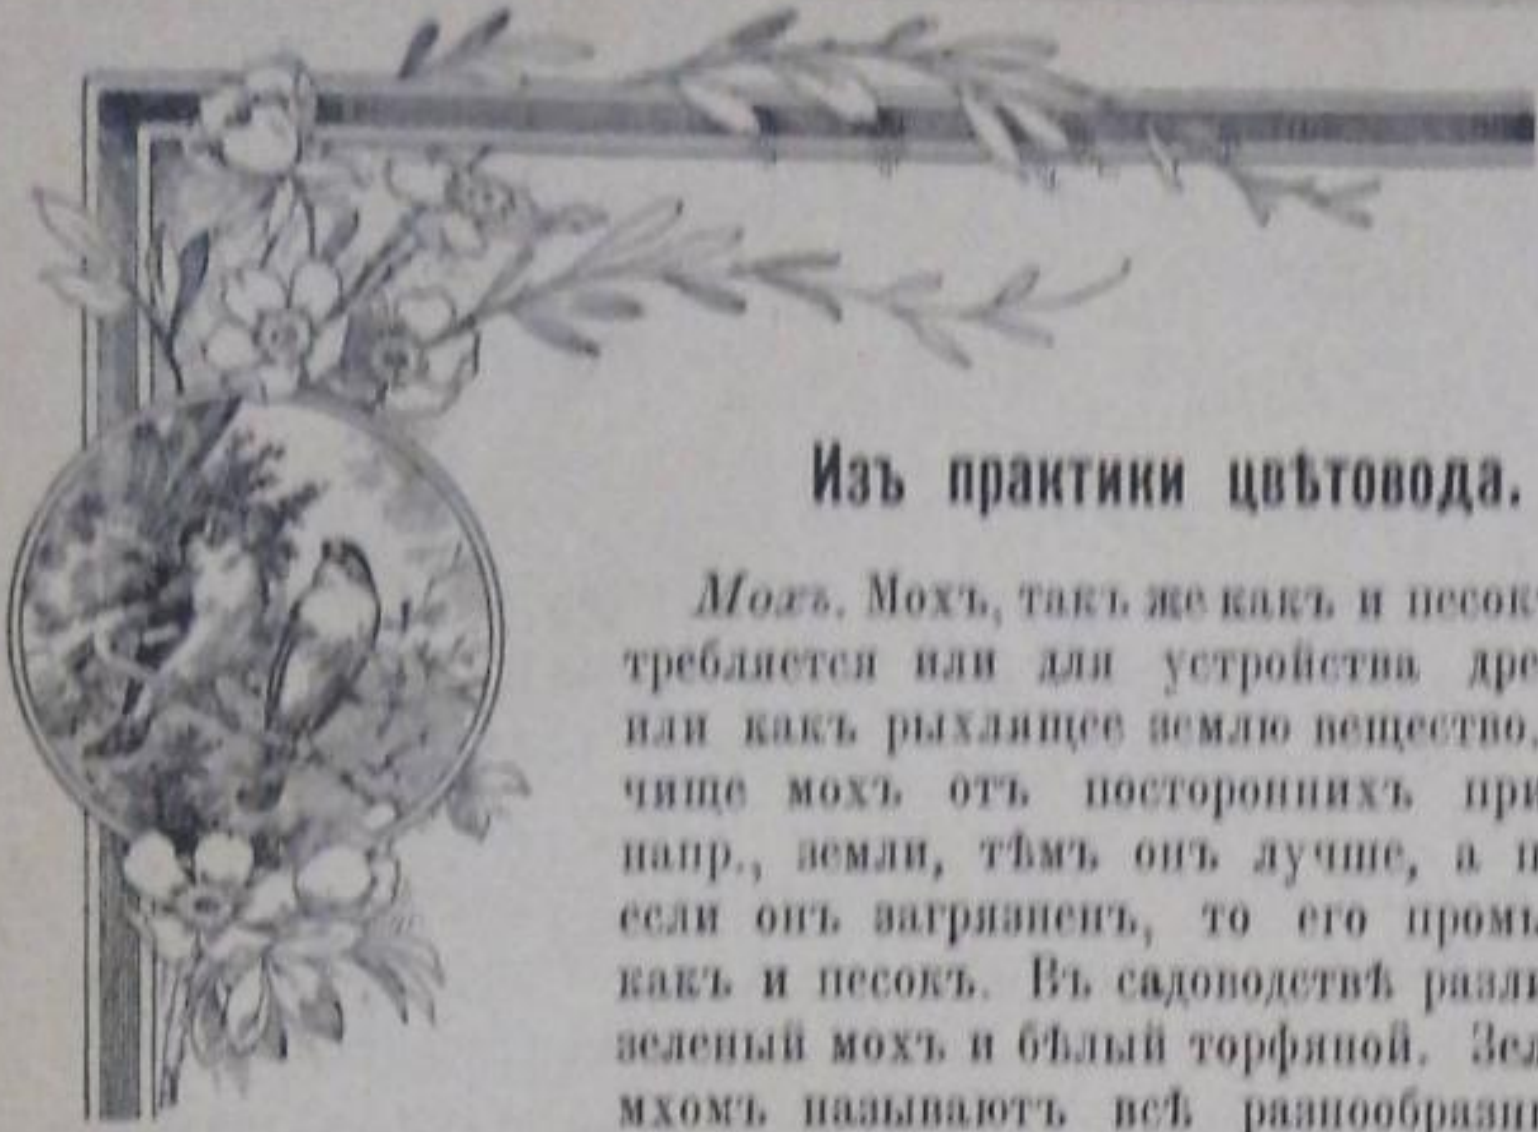 Изъ практики цвѣтовода.
Мохъ. Мохъ, такъ же какъ и песок
требляется или для устройства дре
или какъ рыхлящее землю вещество.
чище мохъ отъ постороннихъ при
напр., земли, тѣмъ онъ лучше, а п
если онъ загрязненъ, то его промы
какъ и песокъ. Въ садоводствѣ разли
зеленый мохъ и бѣлый торфяной. Зел
мхомъ называютъ всѣ разнообразн